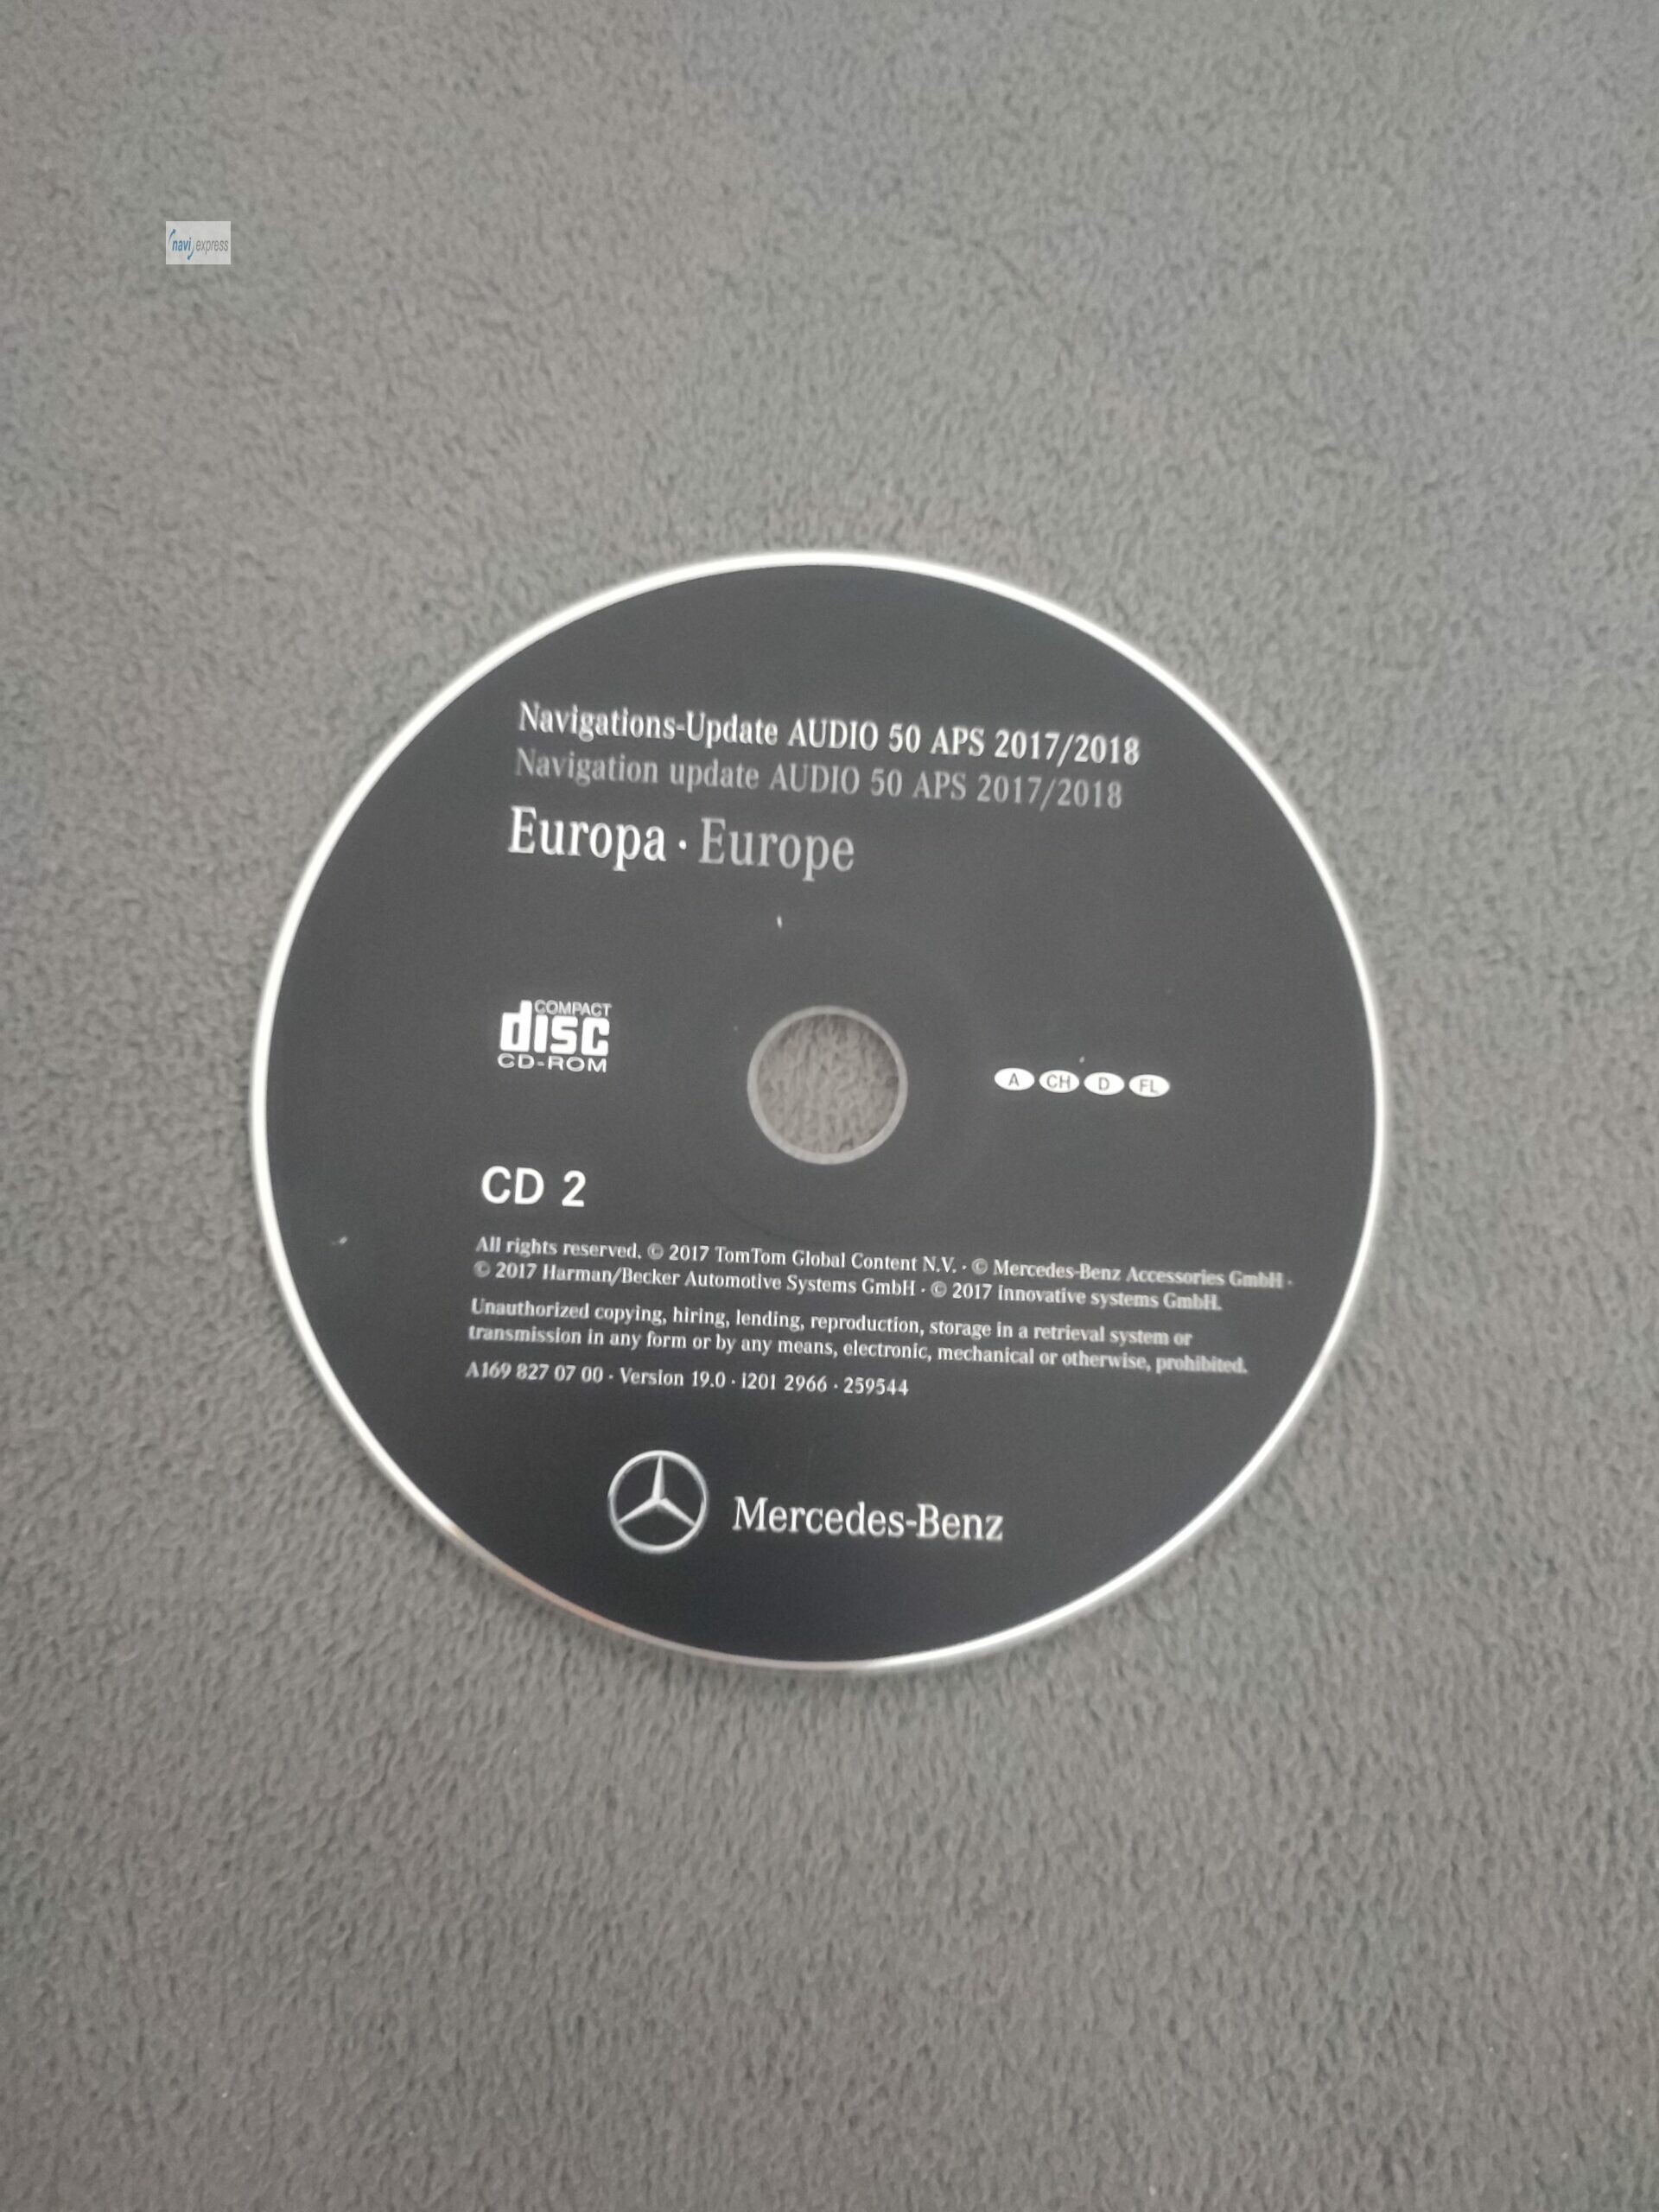 navi express
Navigations-Update AUDIO 50 APS 2017/2018
Navigation update AUDIO 50 APS 2017/2018
Europa · Europe
COMPACT
disc
CD-ROM
A CH D FL
CD 2
All rights reserved. © 2017 TomTom Global Content N.V. · © Mercedes-Benz Accessories GmbH ·
© 2017 Harman/Becker Automotive Systems GmbH · © 2017 innovative systems GmbH.
Unauthorized copying, hiring, lending, reproduction, storage in a retrieval system or
transmission in any form or by any means, electronic, mechanical or otherwise, prohibited.
A169 827 07 00 · Version 19.0 · i201 2966 · 259544
Mercedes-Benz